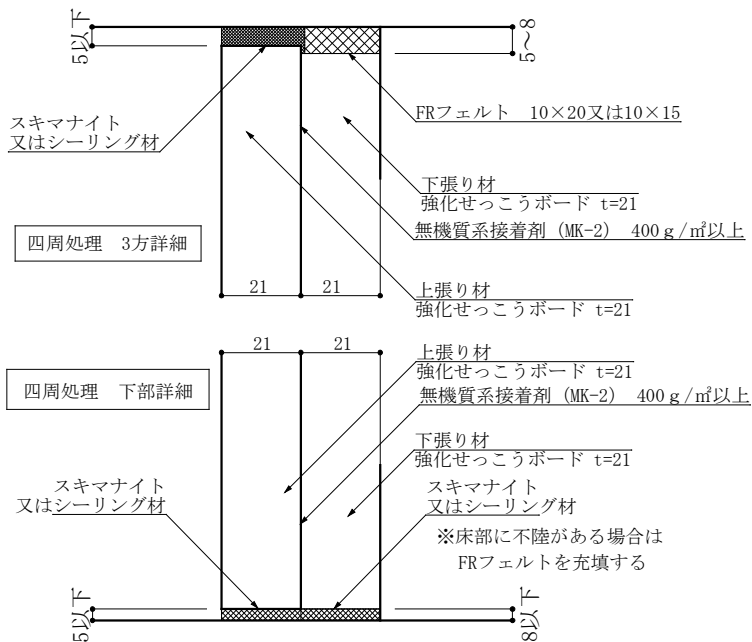 5以下
5～8
FRフェルト 10×20又は10×15
スキマナイト
又はシーリング材
下張り材
強化せっこうボード t=21
無機質系接着剤（MK-2） 400ｇ/㎡以上
四周処理 3方詳細
21
21
上張り材
強化せっこうボード t=21
21
21
上張り材
強化せっこうボード t=21
無機質系接着剤（MK-2） 400ｇ/㎡以上
四周処理 下部詳細
下張り材
強化せっこうボード t=21
スキマナイト
又はシーリング材
スキマナイト
又はシーリング材
※床部に不陸がある場合は
FRフェルトを充填する
5以下
8以下